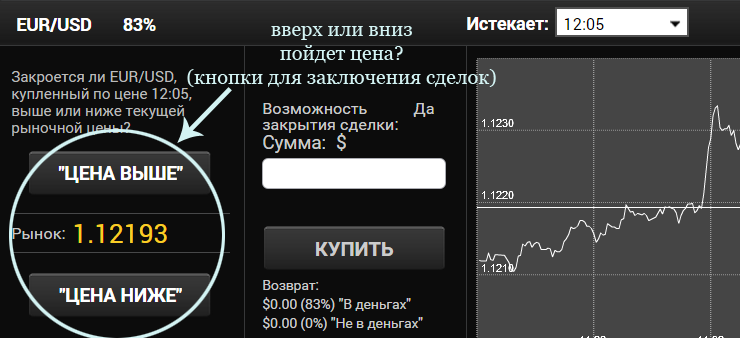 EUR/USD 83%
вверх или вниз
пойдет цена?
(кнопки для заключения сделок)
Истекает: 12:05
Закроется ли EUR/USD,
купленный по цене 12:05,
выше или ниже текущей
рыночной цены?
"ЦЕНА ВЫШЕ"
Рынок: 1.12193
"ЦЕНА НИЖЕ"
Возможность Да
закрытия сделки:
Сумма: $
КУПИТЬ
Возврат:
$0.00 (83%) "В деньгах"
$0.00 (0%) "Не в деньгах"
1.1230
1.1220
1.1210